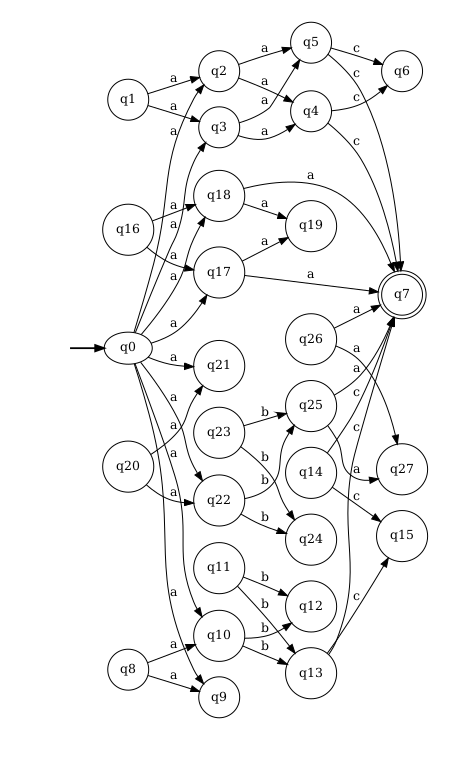 q5
a c
q2 q6
a a c
q1 a c
a q4
a q3 a c
q18 a
a a q19
q16 a
a a
a q17 a
q7
a q26 a
q0 a
a q21 a
a
a q25 c
b
q23 c
a b
a q14 a q27
q20 b
a q22 c
b q24 q15
q11
b
a b q12 c
q10 b
a b
q8 q13
a q9